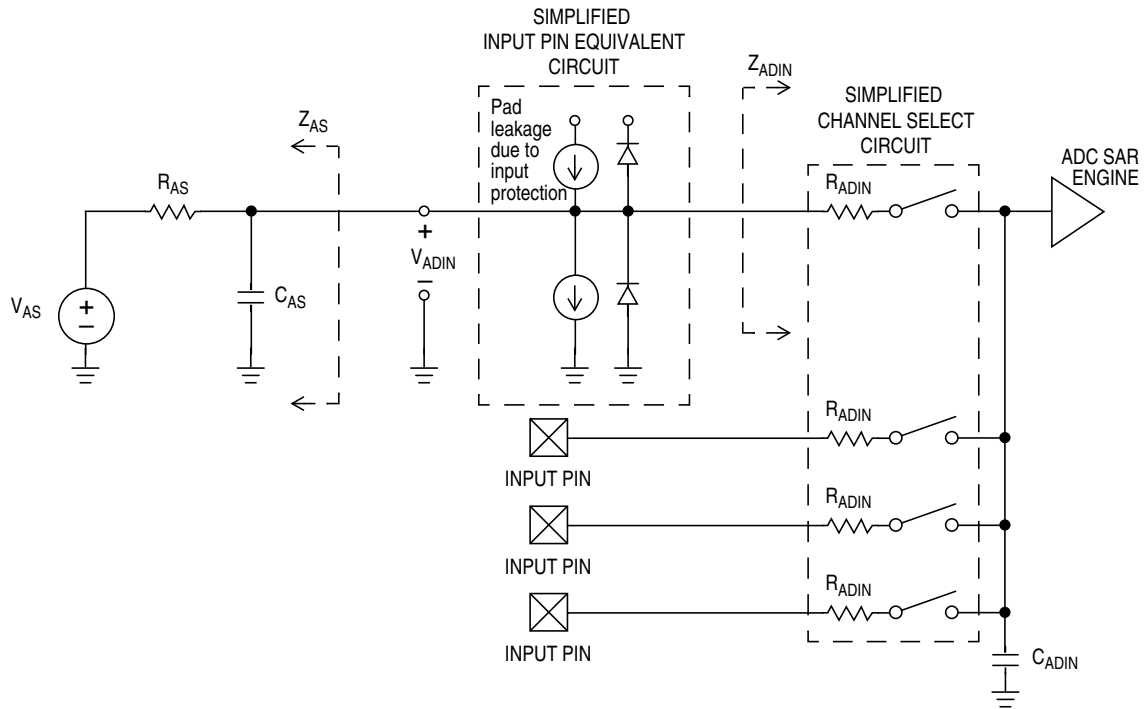 SIMPLIFIED
INPUT PIN EQUIVALENT
CIRCUIT
Pad
leakage
due to
input
protection
Z_AS
Z_ADIN
SIMPLIFIED
CHANNEL SELECT
CIRCUIT
ADC SAR
ENGINE
R_AS
R_ADIN
+
V_ADIN
−
V_AS
+
−
C_AS
R_ADIN
INPUT PIN
R_ADIN
INPUT PIN
R_ADIN
INPUT PIN
C_ADIN